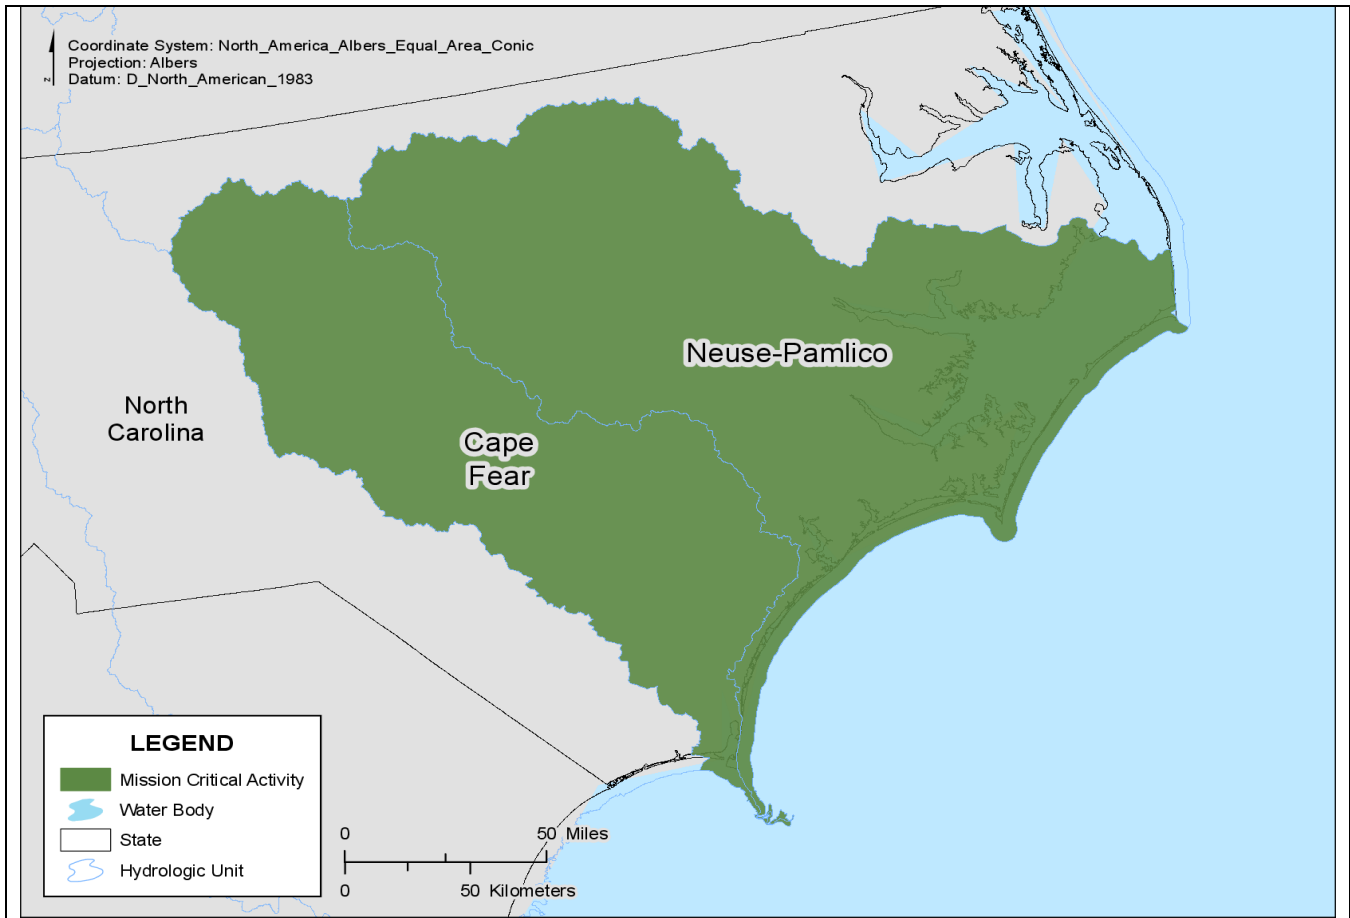 Coordinate System: North_America_Albers_Equal_Area_Conic
Projection: Albers
Datum: D_North_American_1983
z
Neuse-Pamlico
North
Carolina
Cape
Fear
LEGEND
Mission Critical Activity
Water Body
State
Hydrologic Unit
0 50 Miles
0 50 Kilometers